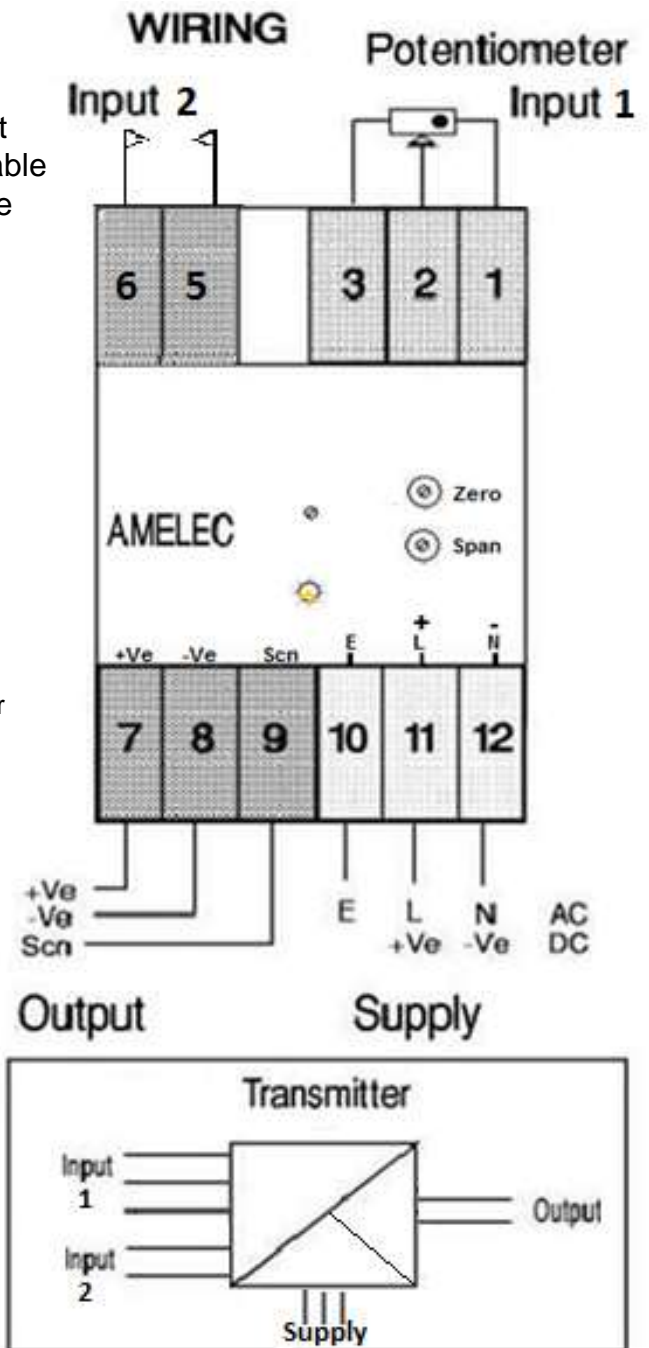 WIRING
Potentiometer
Input 2
Input 1
t
able
e
6 5 3 2 1
Zero
AMELEC
Span
+ -
+Ve -Ve Scn E L N
r
7 8 9 10 11 12
+Ve
-Ve
Scn
E L N AC
+Ve -Ve DC
Output Supply
Transmitter
Input
1
Output
Input
2
Supply